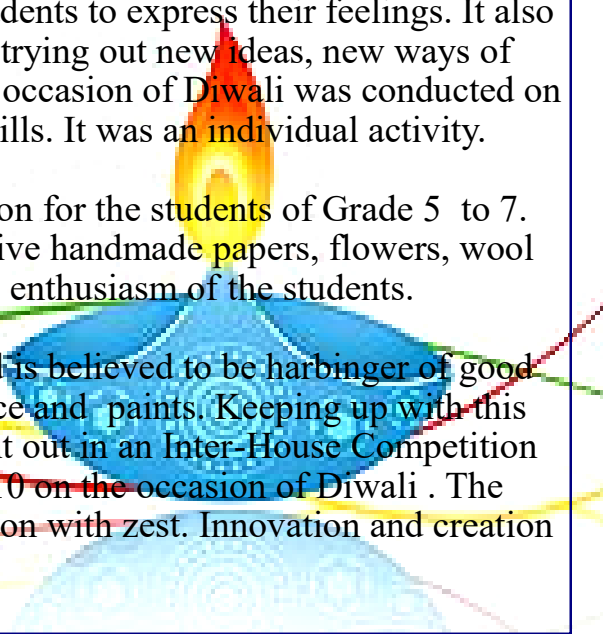 dents to express their feelings. It also
trying out new ideas, new ways of
occasion of Diwali was conducted on
ills. It was an individual activity.
on for the students of Grade 5 to 7.
ive handmade papers, flowers, wool
enthusiasm of the students.
is believed to be harbinger of good
ce and paints. Keeping up with this
t out in an Inter-House Competition
10 on the occasion of Diwali . The
on with zest. Innovation and creation